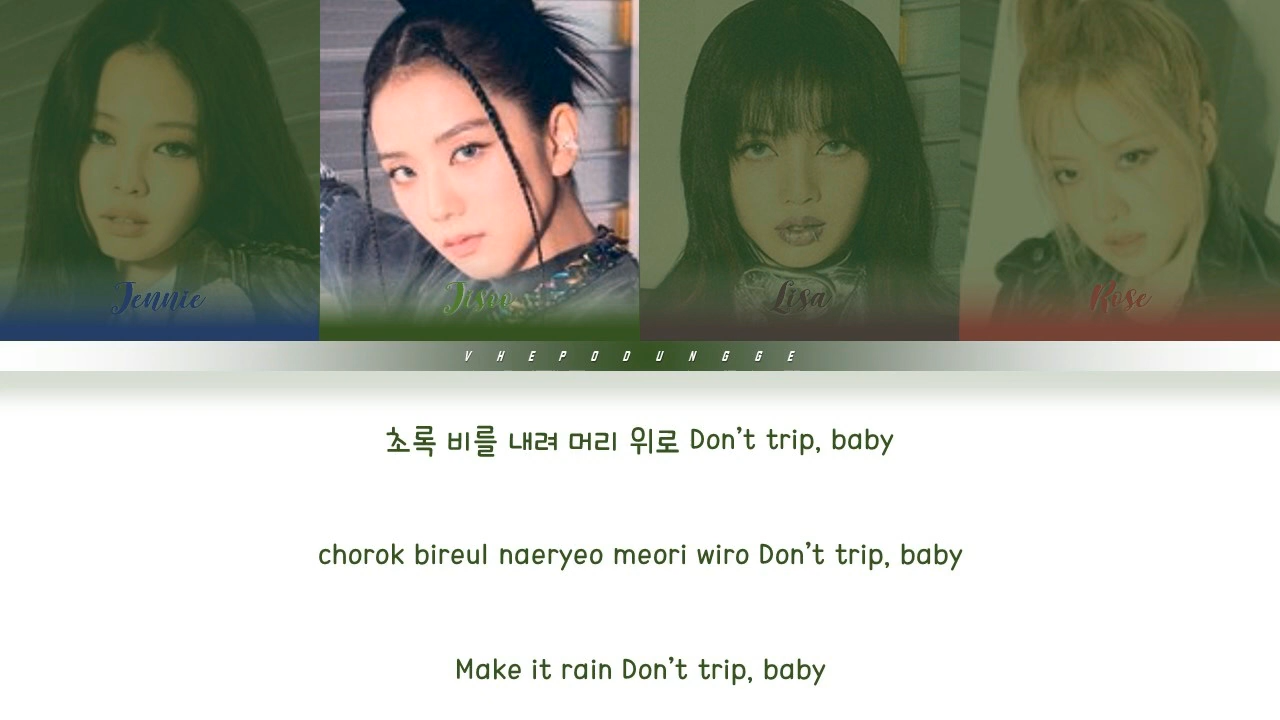 Jennie
Jisoo
Lisa
Rose
VHEPODUNGGE
초록 비를 내려 머리 위로 Don't trip, baby
chorok bireul naeryeo meori wiro Don't trip, baby
Make it rain Don't trip, baby